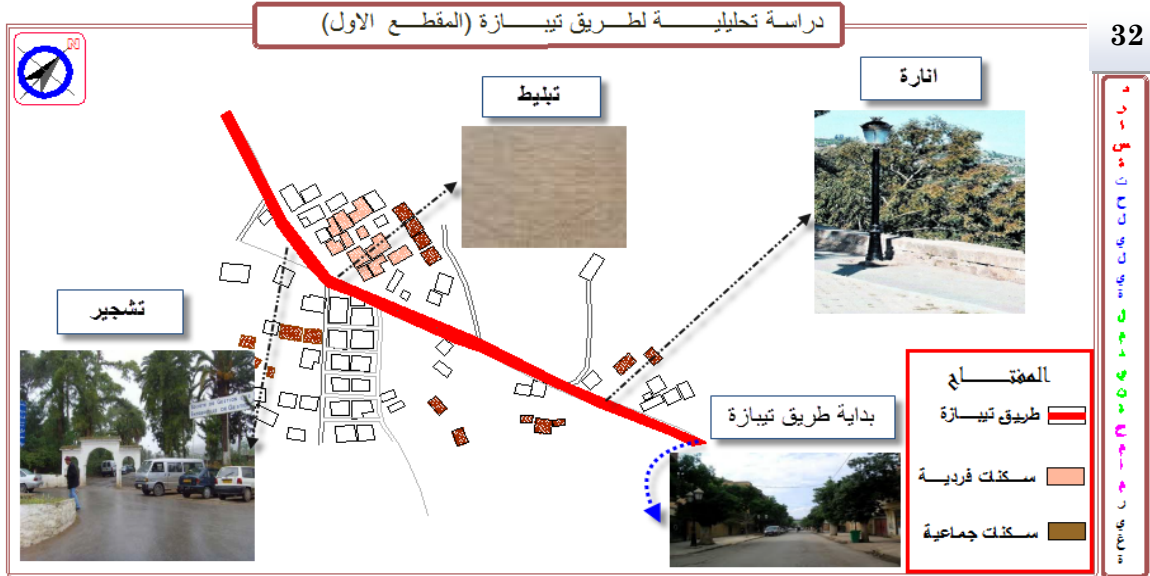 دراسة تحليلية لطريق تيبازة (المقطع الاول)
32
N
انارة
تبليط
تشجير
بداية طريق تيبازة
المفتاح
طريق تيبازة
سكنات فردية
سكنات جماعية